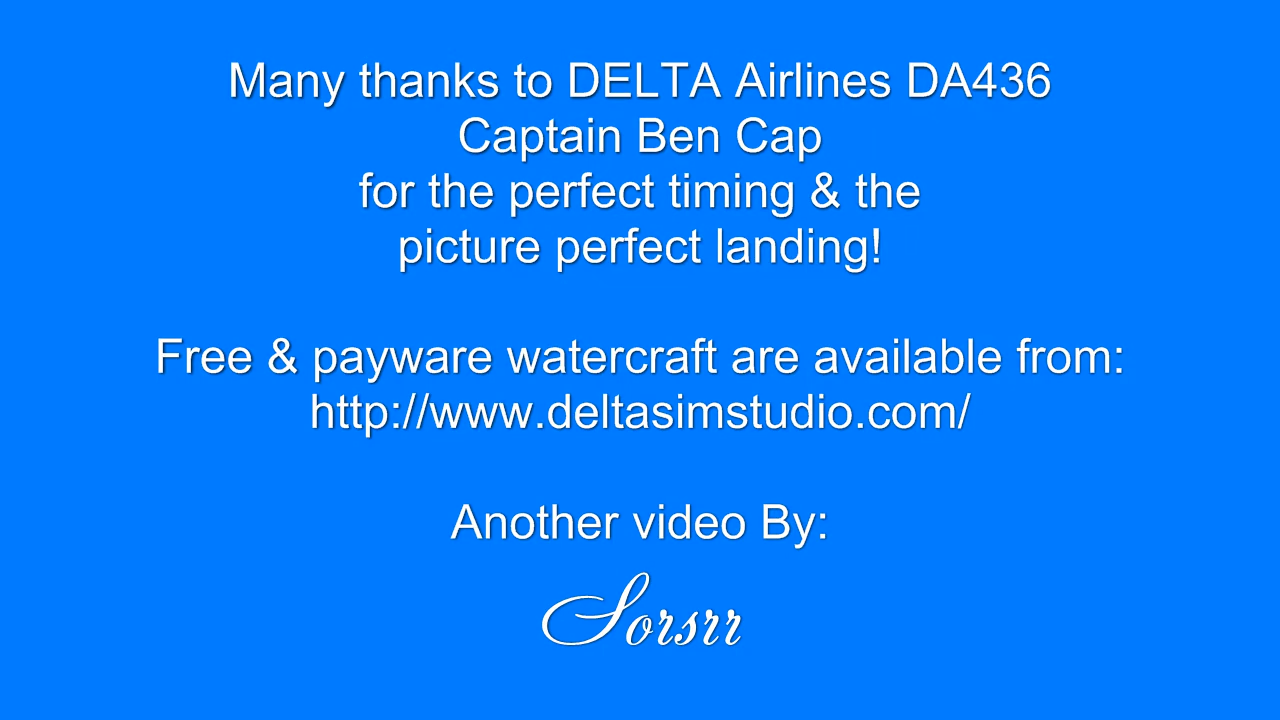 Many thanks to DELTA Airlines DA436
Captain Ben Cap
for the perfect timing & the
picture perfect landing!
Free & payware watercraft are available from:
http://www.deltasimstudio.com/
Another video By:
Sorsrr